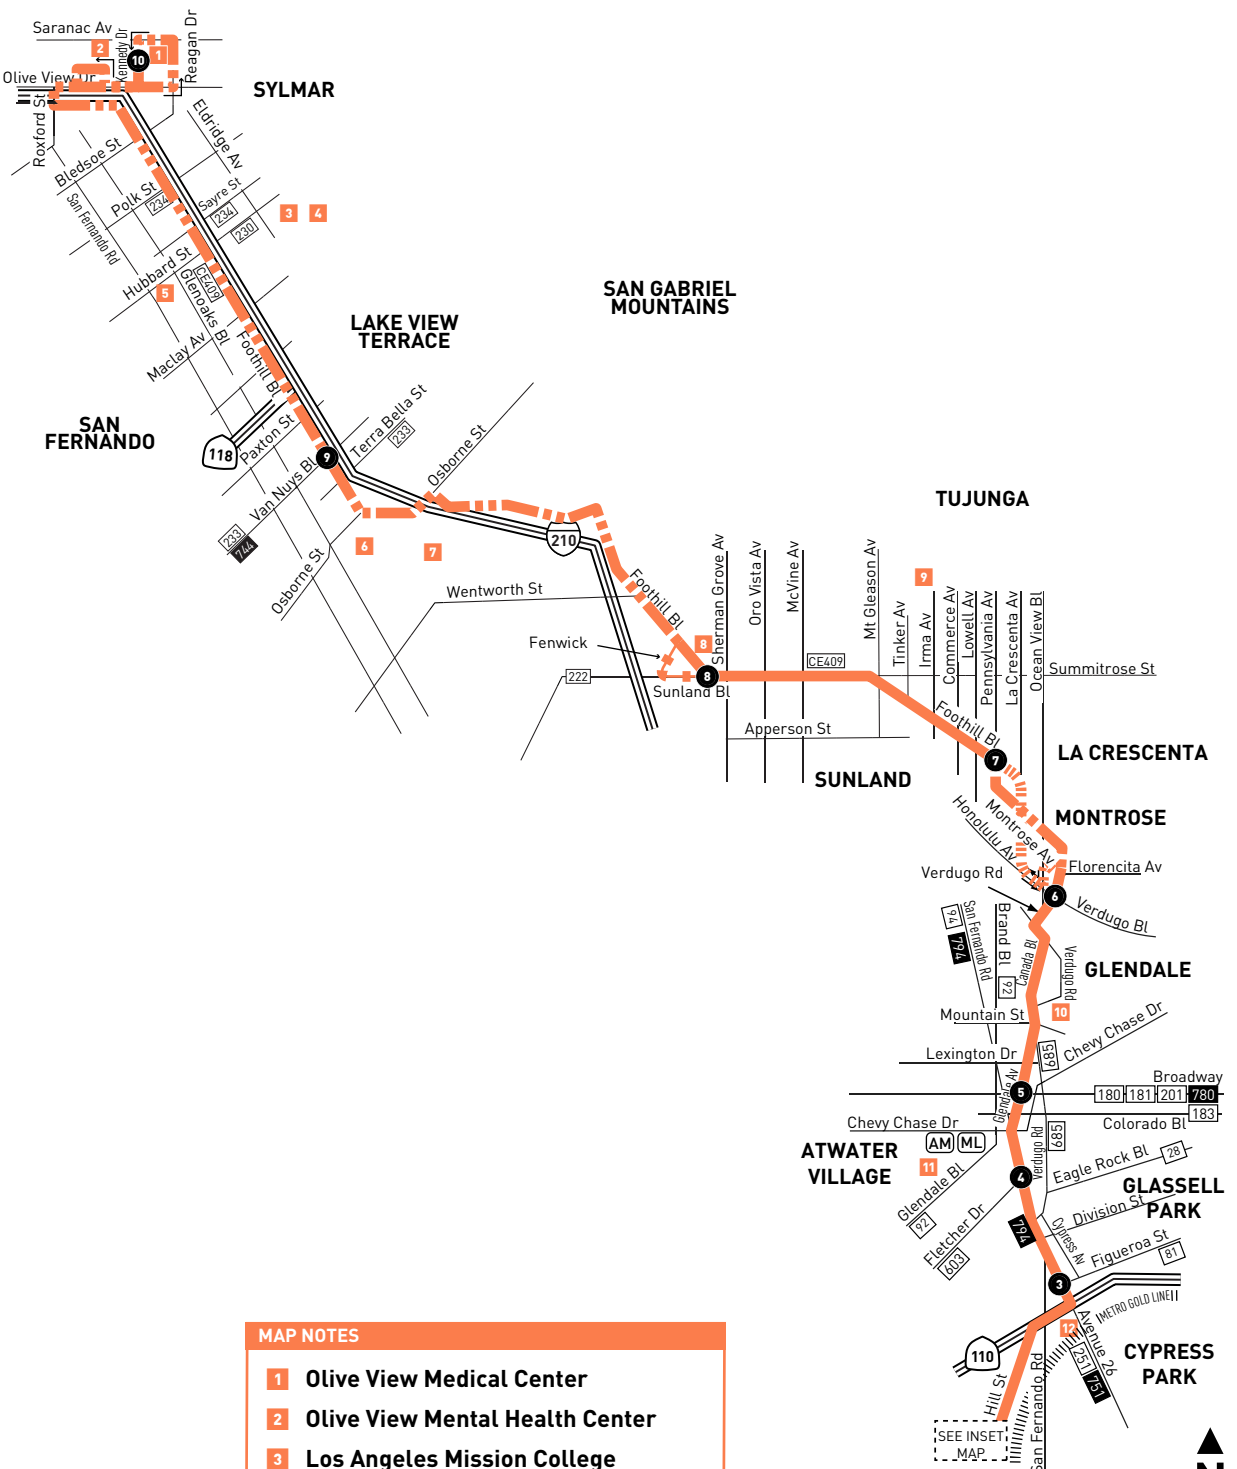 Saranac Av
Kennedy Dr
Reagan Dr
2
10
1
Olive View Dr
SYLMAR
Roxford St
Eldridge Av
Bledsoe St
Polk St
234
Sayre St
234
230
3
4
San Fernando Rd
Hubbard St
5
CE409
Glenoaks Bl
Maclay Av
Foothill Bl
SAN GABRIEL
MOUNTAINS
LAKE VIEW
TERRACE
SAN
FERNANDO
118
Paxton St
9
Terra Bella St
233
Osborne St
Van Nuys Bl
233
744
6
7
210
Osborne St
TUJUNGA
Wentworth St
Foothill Bl
Fenwick
8
8
222
Sunland Bl
Sherman Grove Av
Oro Vista Av
McVine Av
CE409
Mt Gleason Av
Tinker Av
9
Irma Av
Commerce Av
Lowell Av
Pennsylvania Av
La Crescenta Av
Ocean View Bl
Summitrose St
Apperson St
Foothill Bl
7
SUNLAND
LA CRESCENTA
MONTROSE
Honolulu Av
Montrose Av
Florencita Av
Verdugo Rd
6
Verdugo Bl
94
794
San Fernando Rd
Brand Bl
92
Canada Bl
Verdugo Rd
GLENDALE
10
Mountain St
Chevy Chase Dr
Lexington Dr
685
Glendale Av
5
Broadway
180
181
201
780
183
Colorado Bl
Chevy Chase Dr
AM
ML
Verdugo Rd
685
ATWATER
VILLAGE
11
4
Eagle Rock Bl
28
Glendale Bl
92
GLASSELL
PARK
Division St
Fletcher Dr
603
794
Cypress Av
Figueroa St
81
3
METRO GOLD LINE
12
Avenue 26
251
751
CYPRESS
PARK
110
Hill St
San Fernando Rd
SEE INSET
MAP
N
MAP NOTES
1 Olive View Medical Center
2 Olive View Mental Health Center
3 Los Angeles Mission College